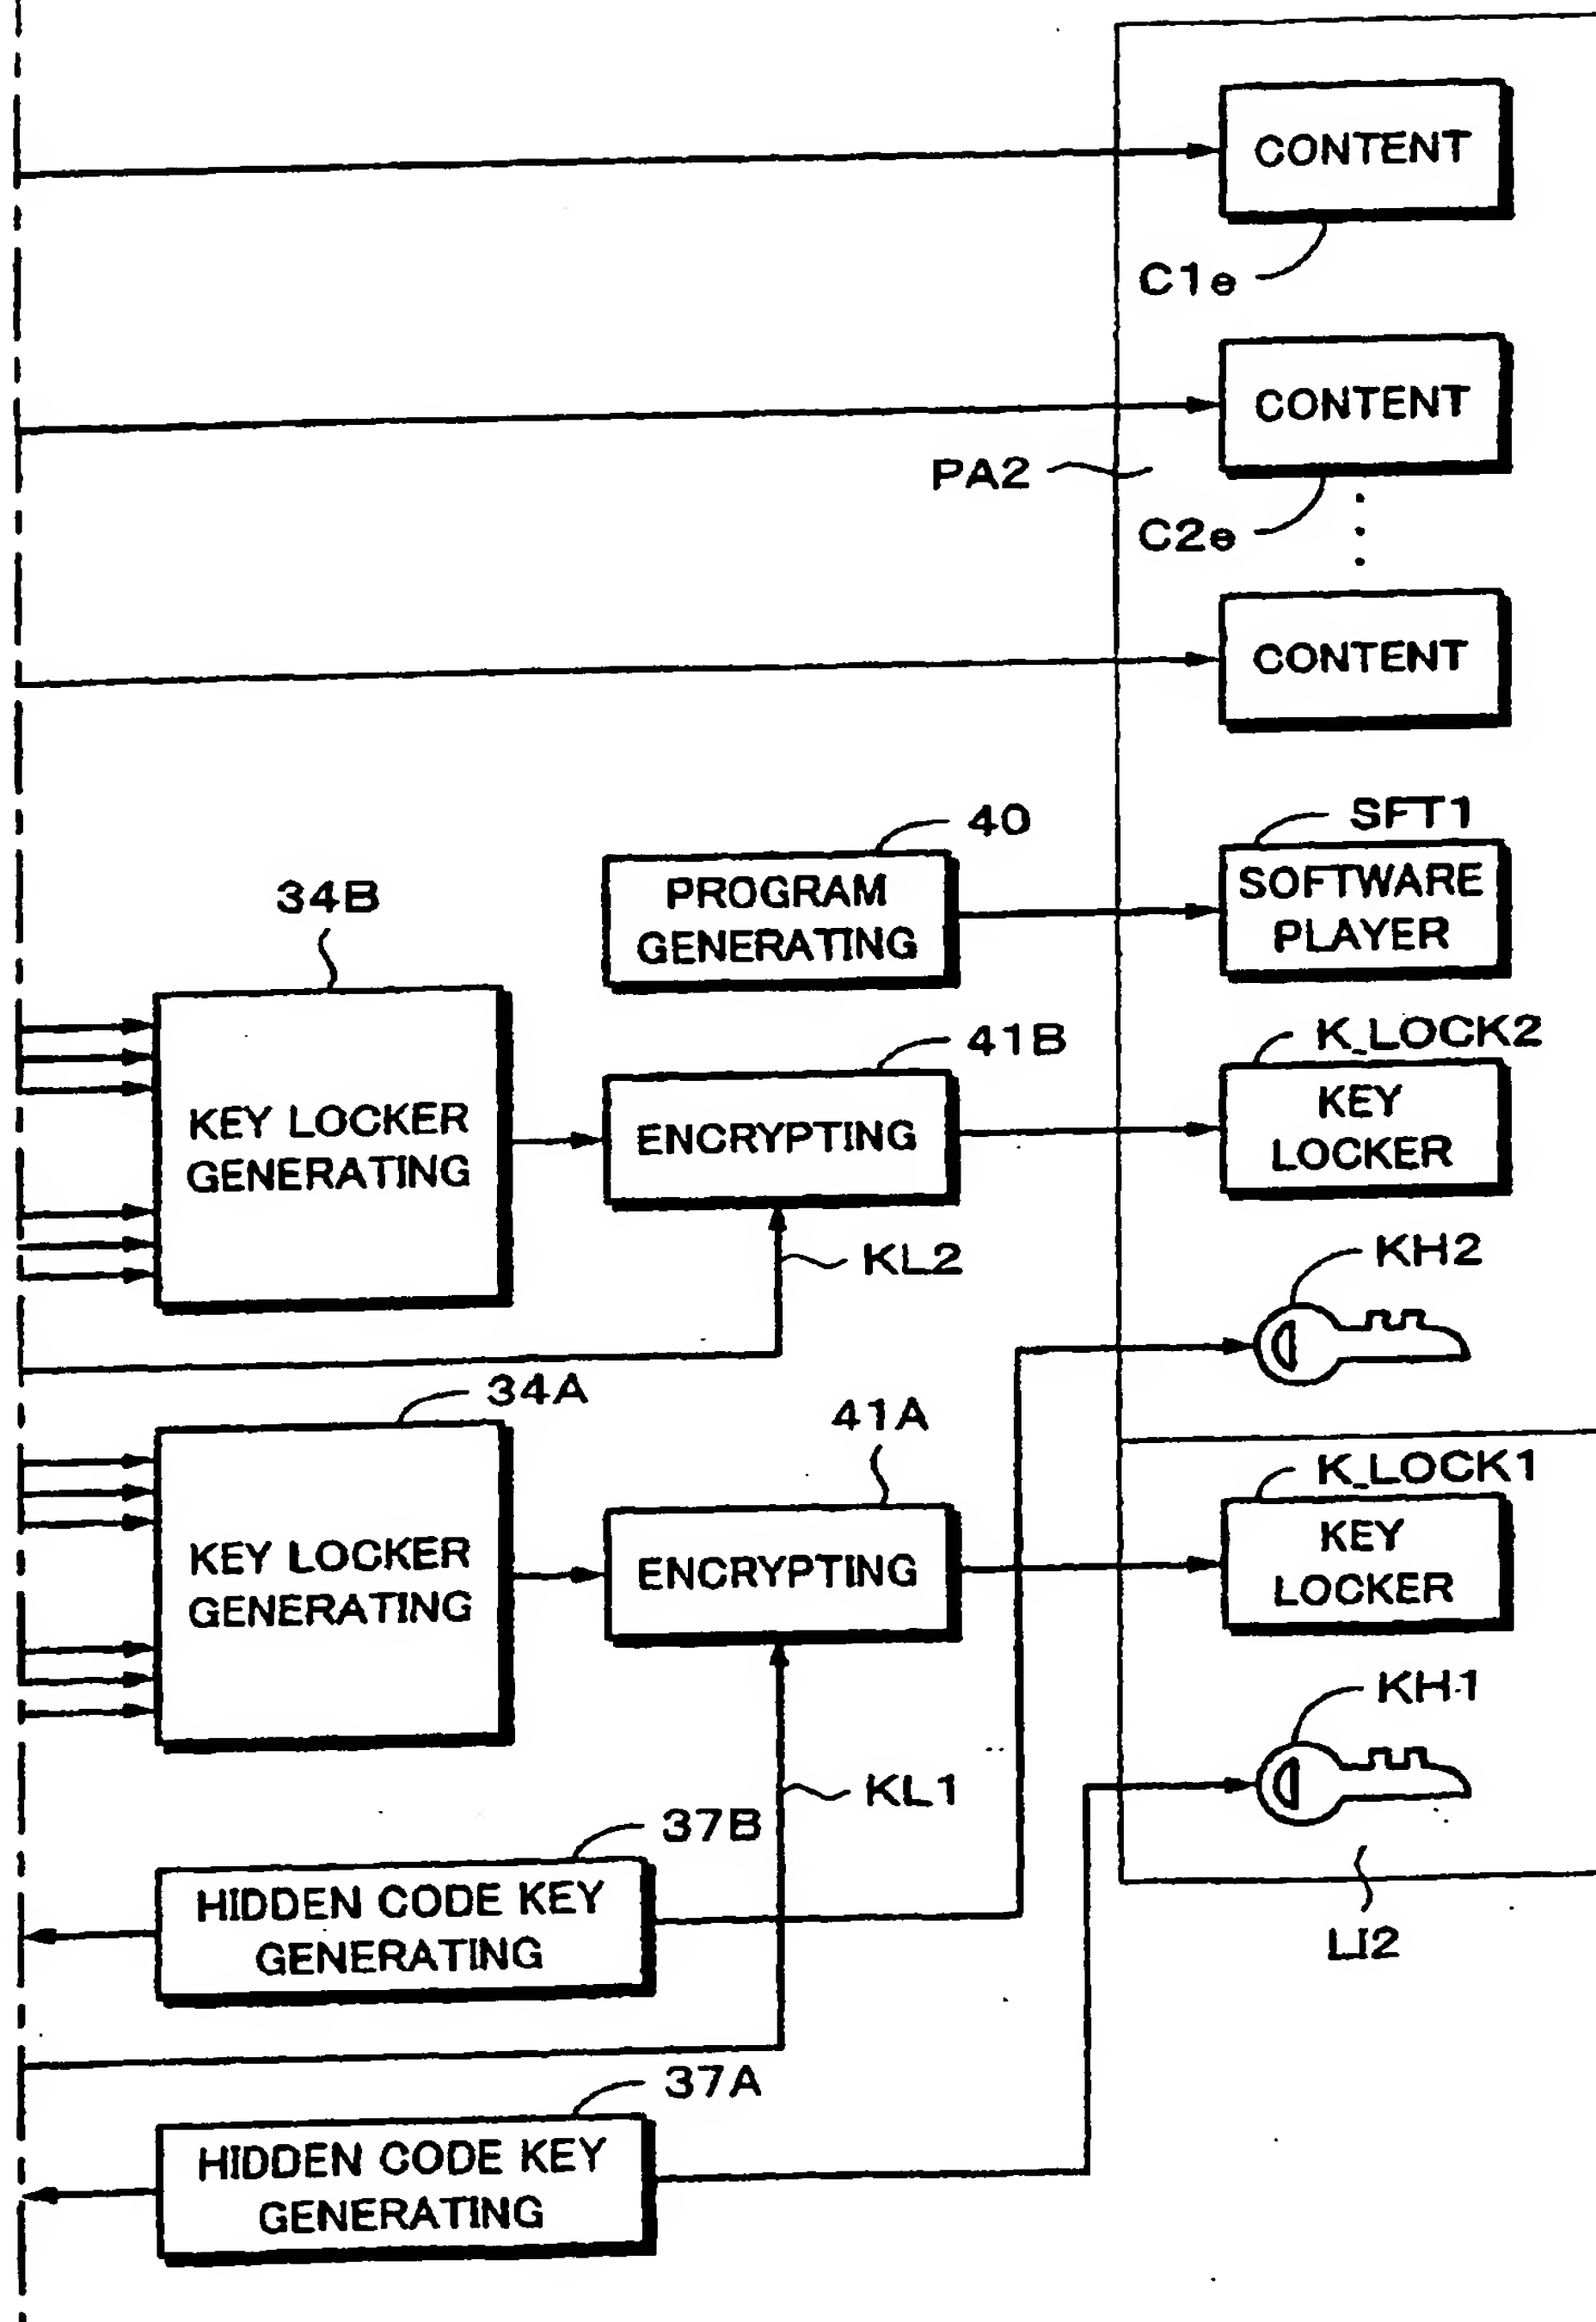 CONTENT
C1e
CONTENT
PA2
C2e
CONTENT
40
SFT1
PROGRAM
GENERATING
SOFTWARE
PLAYER
34B
41B
K_LOCK2
KEY LOCKER
GENERATING
ENCRYPTING
KEY
LOCKER
KL2
KH2
34A
41A
K_LOCK1
KEY LOCKER
GENERATING
ENCRYPTING
KEY
LOCKER
KL1
KH1
37B
HIDDEN CODE KEY
GENERATING
LI2
37A
HIDDEN CODE KEY
GENERATING